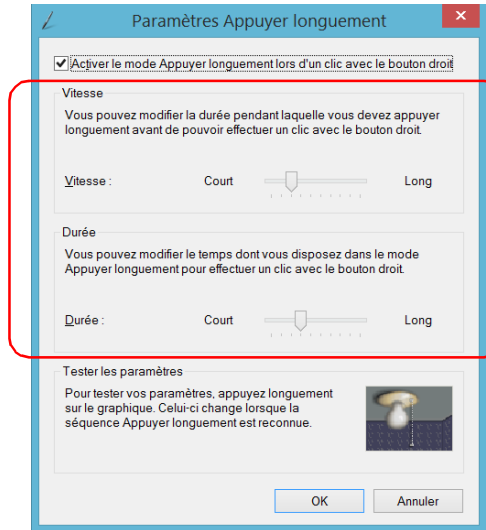 Paramètres Appuyer longuement
Activer le mode Appuyer longuement lors d'un clic avec le bouton droit
Vitesse
Vous pouvez modifier la durée pendant laquelle vous devez appuyer
longuement avant de pouvoir effectuer un clic avec le bouton droit.
Vitesse : Court Long
Durée
Vous pouvez modifier le temps dont vous disposez dans le mode
Appuyer longuement pour effectuer un clic avec le bouton droit.
Durée : Court Long
Tester les paramètres
Pour tester vos paramètres, appuyez longuement
sur le graphique. Celui-ci change lorsque la
séquence Appuyer longuement est reconnue.
OK Annuler